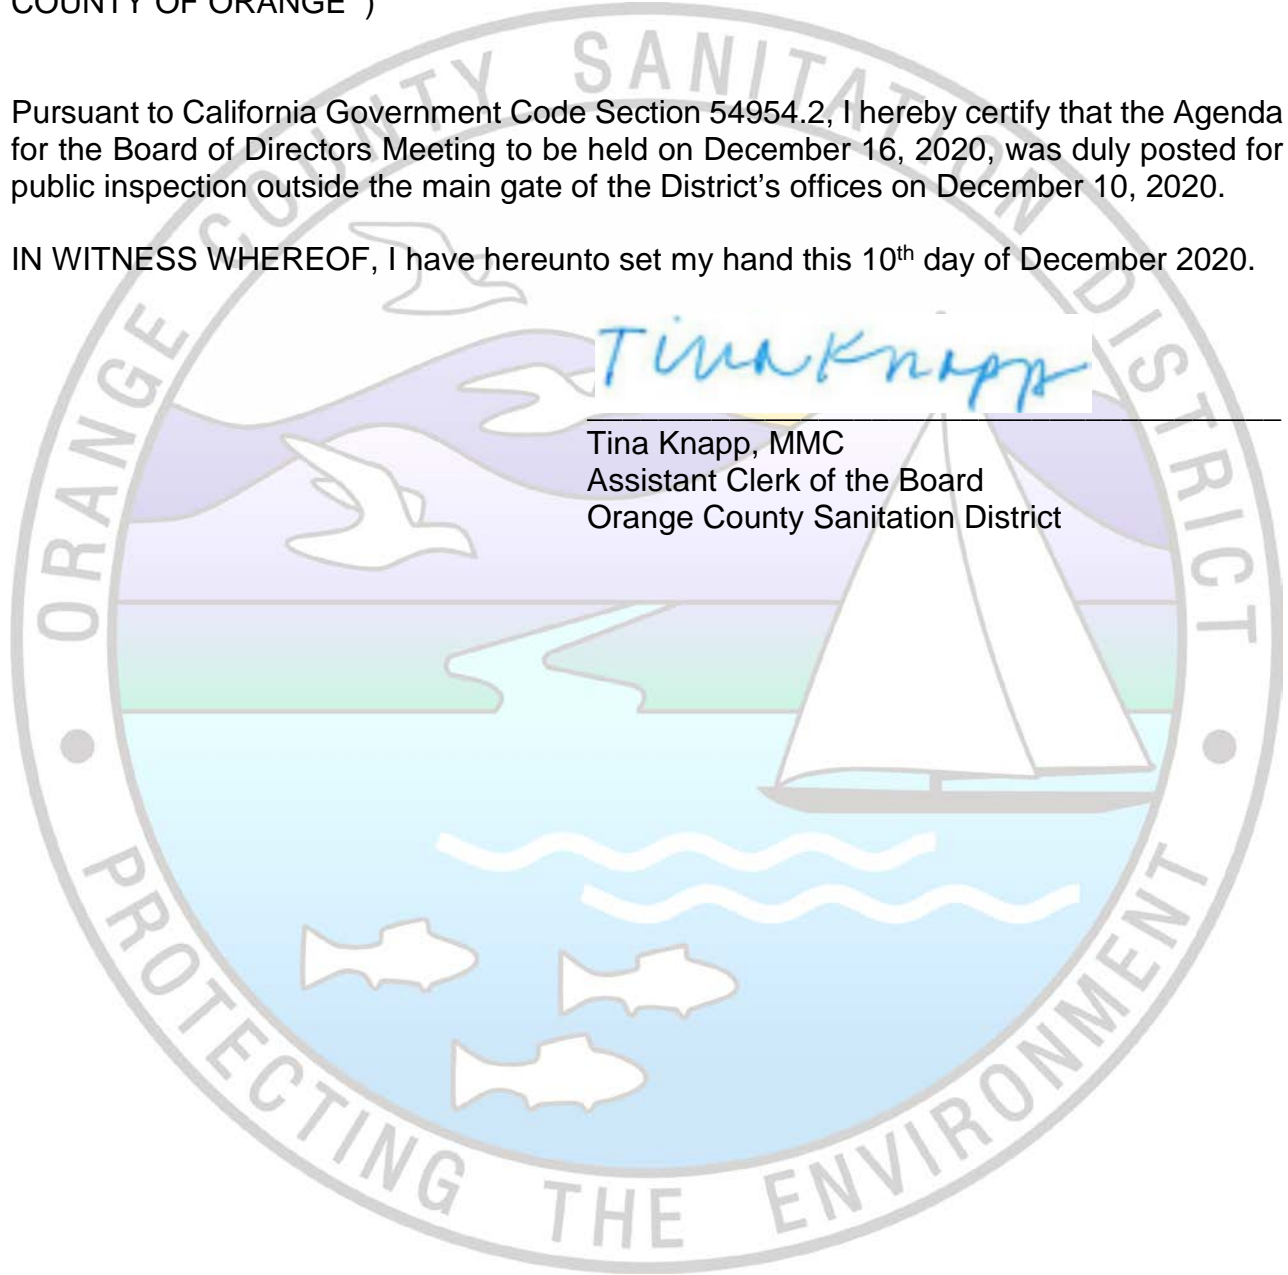 COUNTY OF ORANGE )
Pursuant to California Government Code Section 54954.2, I hereby certify that the Agenda
for the Board of Directors Meeting to be held on December 16, 2020, was duly posted for
public inspection outside the main gate of the District's offices on December 10, 2020.
IN WITNESS WHEREOF, I have hereunto set my hand this 10th day of December 2020.
Tina Knapp
Tina Knapp, MMC
Assistant Clerk of the Board
Orange County Sanitation District
ORANGE COUNTY SANITATION DISTRICT
PROTECTING THE ENVIRONMENT